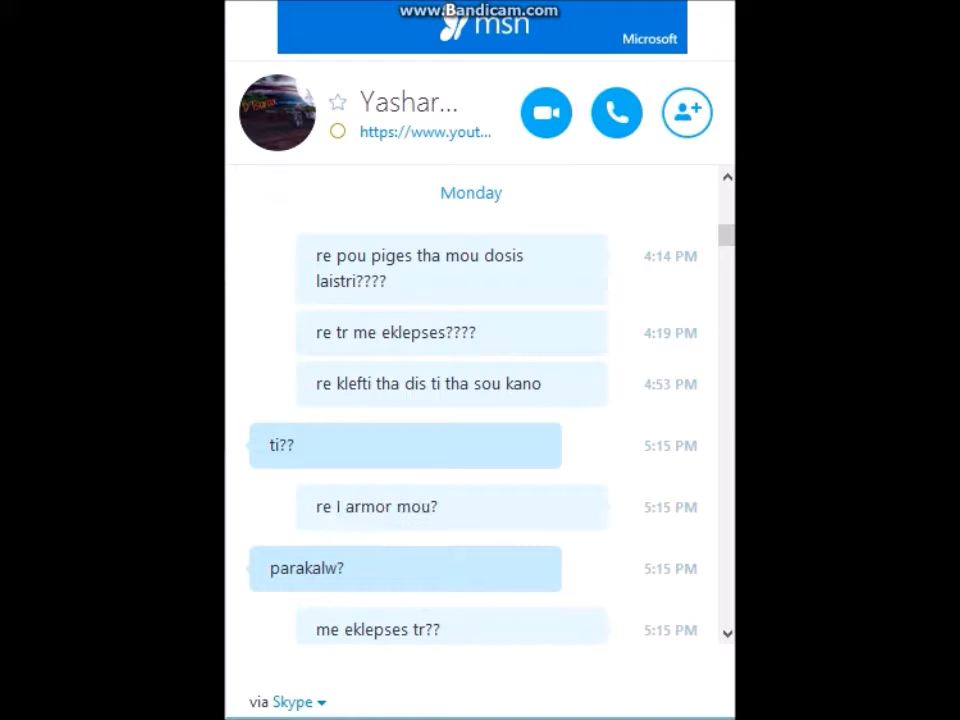 www.Bandicam.com
msn
Microsoft
Yashar...
https://www.yout...
Monday
re pou piges tha mou dosis
laistri????
4:14 PM
re tr me eklepses????
4:19 PM
re klefti tha dis ti tha sou kano
4:53 PM
ti??
5:15 PM
re I armor mou?
5:15 PM
parakalw?
5:15 PM
me eklepses tr??
5:15 PM
via Skype